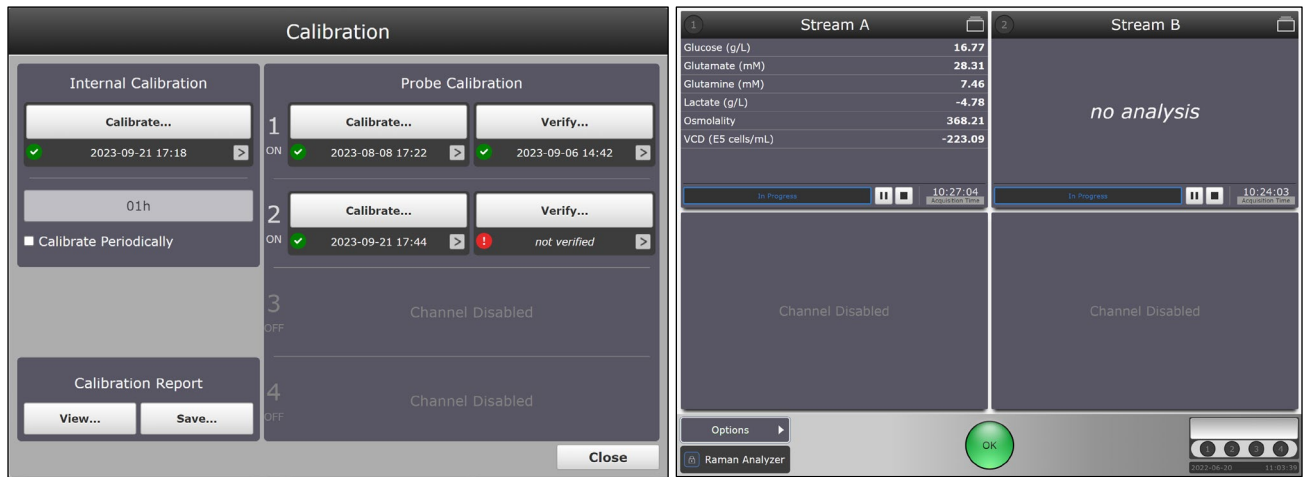 Calibration
Internal Calibration
Calibrate...
2023-09-21 17:18
01h
Calibrate Periodically
Calibration Report
View...
Save...
Probe Calibration
1
ON
Calibrate...
Verify...
2023-08-08 17:22
2023-09-06 14:42
2
ON
Calibrate...
Verify...
2023-09-21 17:44
not verified
3
OFF
Channel Disabled
4
OFF
Channel Disabled
Close
1
Stream A
Glucose (g/L) 16.77
Glutamate (mM) 28.31
Glutamine (mM) 7.46
Lactate (g/L) -4.78
Osmolality 368.21
VCD (E5 cells/mL) -223.09
In Progress
10:27:04
Acquisition Time
2
Stream B
no analysis
In Progress
10:24:03
Acquisition Time
Channel Disabled
Channel Disabled
Options
Raman Analyzer
OK
1 2 3 4
2022-06-20 11:03:39